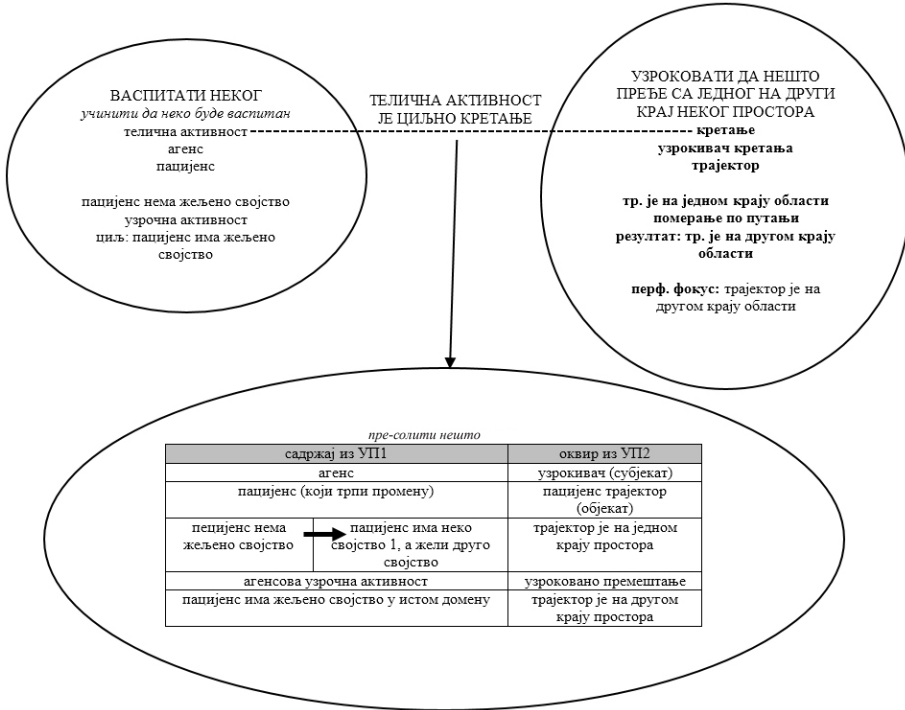 ВАСПИТАТИ НЕКОГ
учинити да неко буде васпитан
телична активност
агенс
пацијенс
пацијенс нема жељено својство
узрочна активност
циљ: пацијенс има жељено
својство
ТЕЛИЧНА АКТИВНОСТ
ЈЕ ЦИЉНО КРЕТАЊЕ
УЗРОКОВАТИ ДА НЕШТО
ПРЕЂЕ СА ЈЕДНОГ НА ДРУГИ
КРАЈ НЕКОГ ПРОСТОРА
кретање
узрокивач кретања
трајектор
тр. је на једном крају области
померање по путањи
резултат: тр. је на другом крају
области
перф. фокус: трајектор је на
другом крају области
пре-солити нешто
садржај из УП1
оквир из УП2
агенс
узрокивач (субјекат)
пацијенс (који трпи промену)
пацијенс трајектор
(објекат)
пецијенс нема
жељено својство
пацијенс има неко
својство 1, а жели друго
својство
трајектор је на једном
крају простора
агенсова узрочна активност
узроковано премештање
пацијенс има жељено својство у истом домену
трајектор је на другом
крају простора